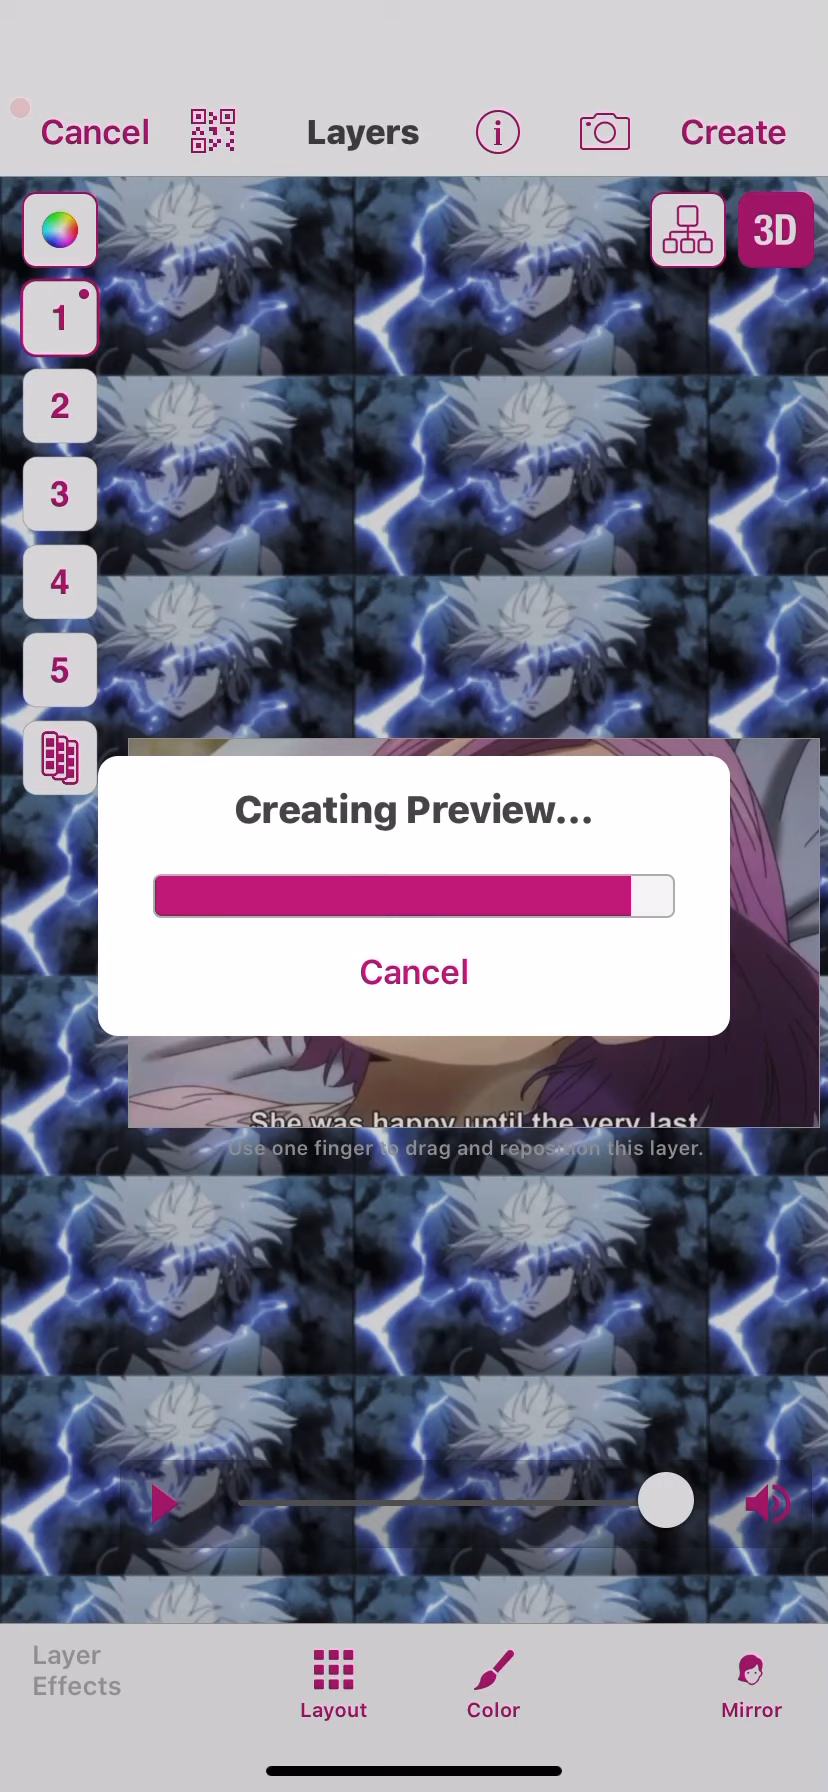 Cancel
Layers
Create
3D
1
2
3
4
5
Creating Preview...
Cancel
She was happy until the very last
Use one finger to drag and reposition this layer.
Layer
Effects
Layout
Color
Mirror